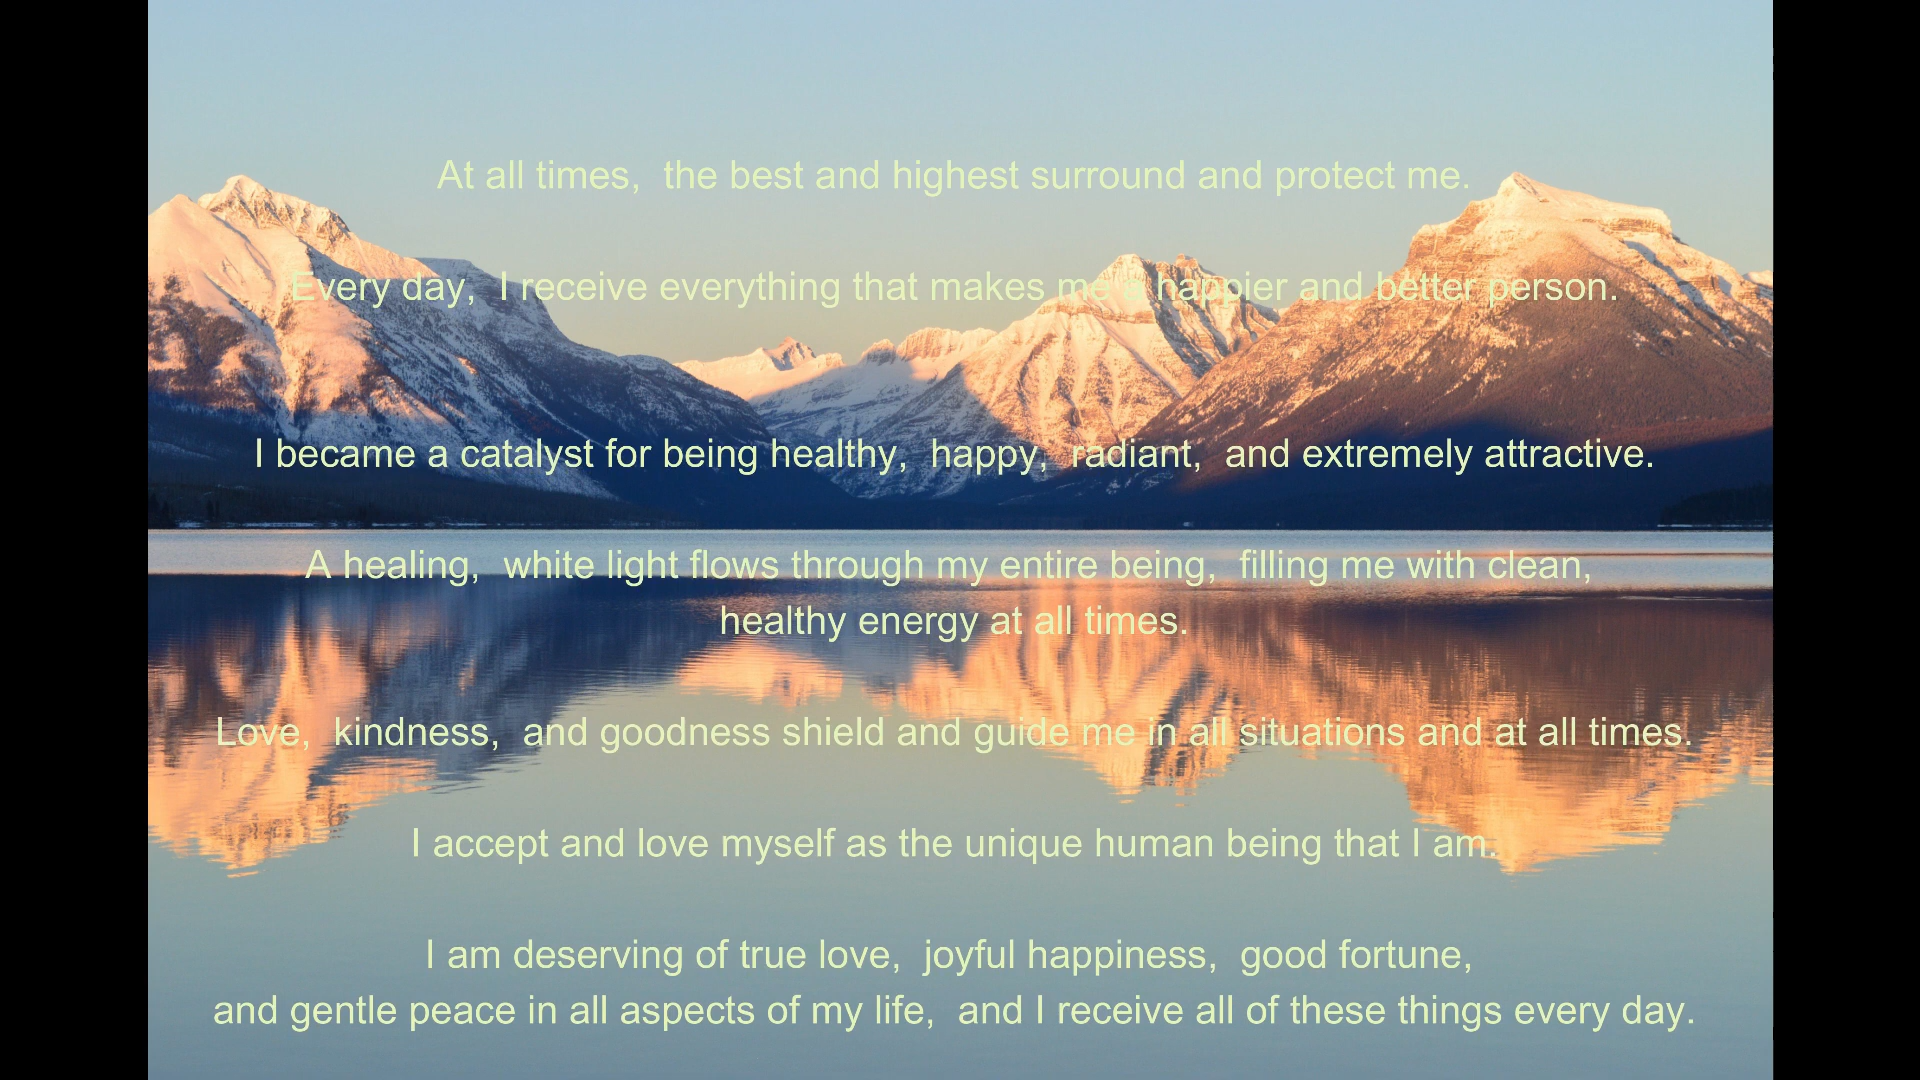 At all times,  the best and highest surround and protect me.
Every day,  I receive everything that makes me a happier and better person.
I became a catalyst for being healthy,  happy,  radiant,  and extremely attractive.
A healing,  white light flows through my entire being,  filling me with clean,
healthy energy at all times.
Love,  kindness,  and goodness shield and guide me in all situations and at all times.
I accept and love myself as the unique human being that I am.
I am deserving of true love,  joyful happiness,  good fortune,
and gentle peace in all aspects of my life,  and I receive all of these things every day.